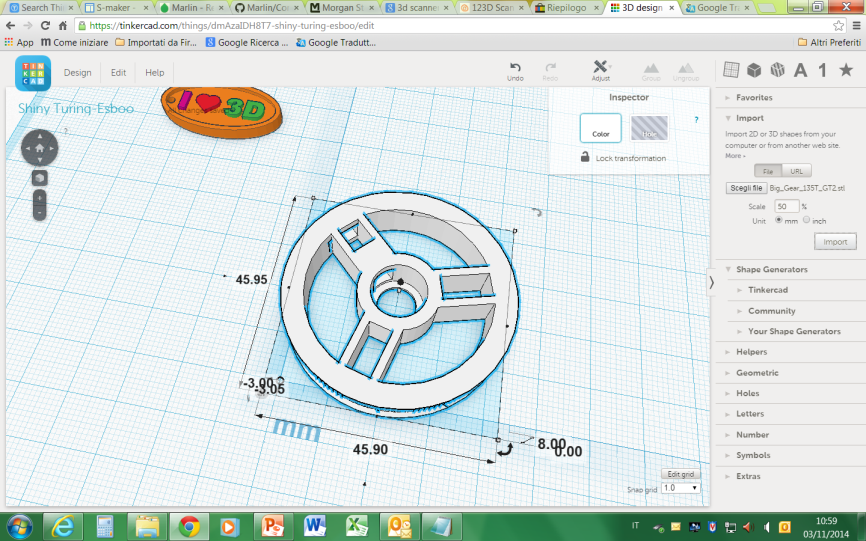 Search Thi
S-maker -
Marlin + Ra
Marlin/Con
Morgan St
3d scanner
123D Scan
Riepilogo
3D design
Google Tra
https://tinkercad.com/things/dmAzaIDH8T7-shiny-turing-esboo/edit
App
Come iniziare
Importati da Fir...
Google Ricerca ...
Google Tradutt...
Altri Preferiti
TIN
KER
CAD
Design
Edit
Help
Undo
Redo
Adjust
Group
Ungroup
A
1
Shiny Turing-Esboo
?
I
3D
Inspector
Color
Hole
?
Lock transformation
+
-
45.95
-3.00
-3.05
45.90
8.00
0.00
mm
Edit grid
Snap grid
1.0
Favorites
Import
Import 2D or 3D shapes from your
computer or from another web site.
More »
File
URL
Scegli file
Big_Gear_135T_GT2.stl
Scale
50
%
Unit
mm
inch
Import
Shape Generators
Tinkercad
Community
Your Shape Generators
Helpers
Geometric
Holes
Letters
Number
Symbols
Extras
IT
10:59
03/11/2014